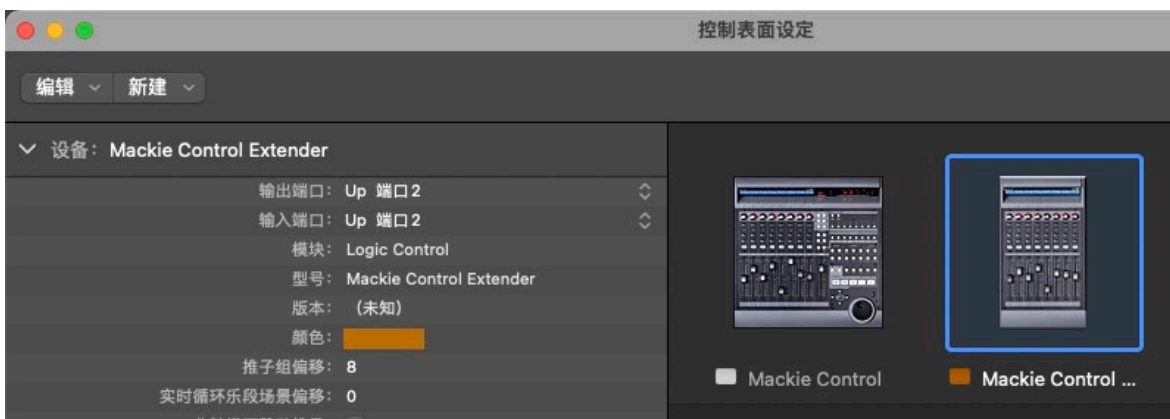 控制表面设定
编辑 新建
设备：Mackie Control Extender
输出端口：Up 端口2
输入端口：Up 端口2
模块：Logic Control
型号：Mackie Control Extender
版本：（未知）
颜色：
推子组偏移：8
实时循环乐段场景偏移：0
Mackie Control
Mackie Control ...